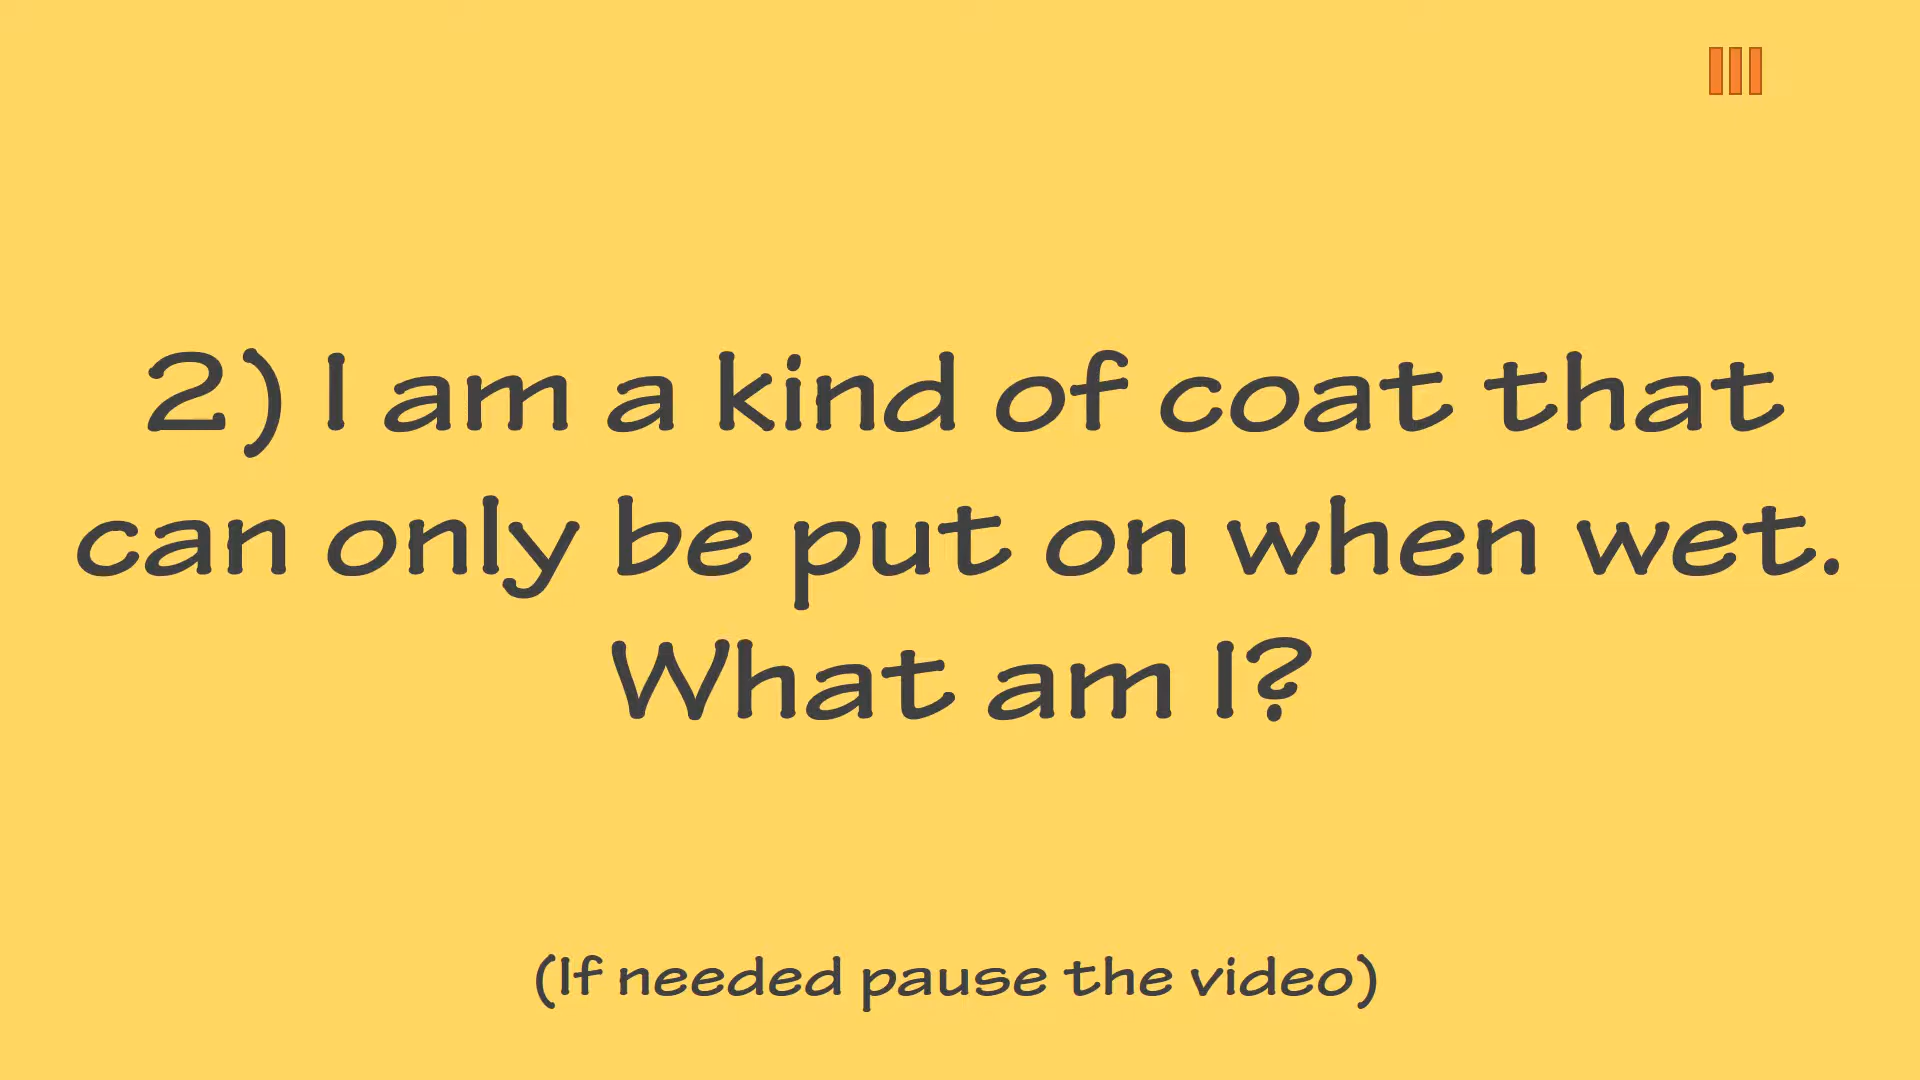 2) I am a kind of coat that
can only be put on when wet.
What am I?
(If needed pause the video)